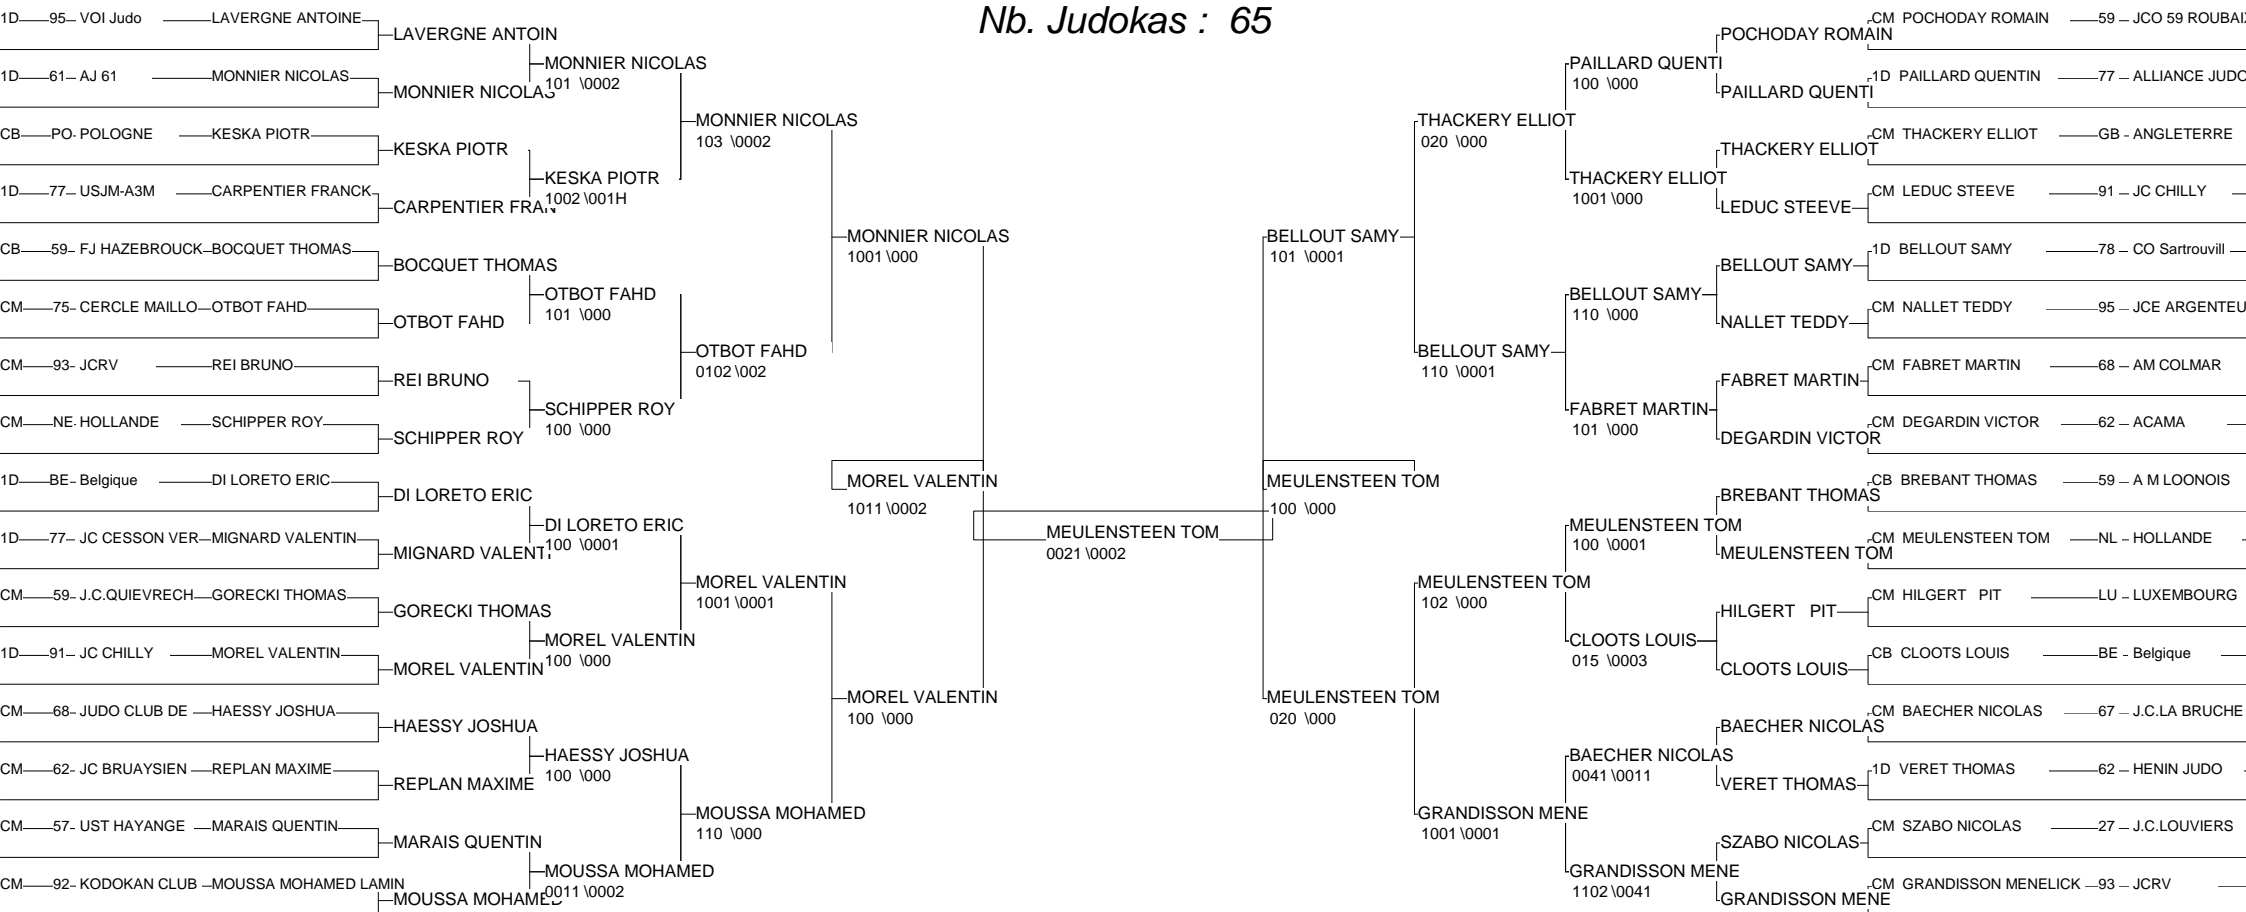 Nb. Judokas : 65
1D 95 VOI Judo LAVERGNE ANTOINE
1D 61 AJ 61 MONNIER NICOLAS
CB PO POLOGNE KESKA PIOTR
1D 77 USJM-A3M CARPENTIER FRANCK
CB 59 FJ HAZEBROUCK BOCQUET THOMAS
CM 75 CERCLE MAILLO OTBOT FAHD
CM 93 JCRV REI BRUNO
CM NE HOLLANDE SCHIPPER ROY
1D BE Belgique DI LORETO ERIC
1D 77 JC CESSON VER MIGNARD VALENTIN
CM 59 J.C.QUIEVRECH GORECKI THOMAS
1D 91 JC CHILLY MOREL VALENTIN
CM 68 JUDO CLUB DE HAESSY JOSHUA
CM 62 JC BRUAYSIEN REPLAN MAXIME
CM 57 UST HAYANGE MARAIS QUENTIN
CM 92 KODOKAN CLUB MOUSSA MOHAMED LAMIN
LAVERGNE ANTOIN
MONNIER NICOLAS
KESKA PIOTR
CARPENTIER FRAN
BOCQUET THOMAS
OTBOT FAHD
REI BRUNO
SCHIPPER ROY
DI LORETO ERIC
MIGNARD VALENTI
GORECKI THOMAS
MOREL VALENTIN
HAESSY JOSHUA
REPLAN MAXIME
MARAIS QUENTIN
MOUSSA MOHAMED
MONNIER NICOLAS
101 \0002
KESKA PIOTR
1002 \001H
OTBOT FAHD
101 \000
SCHIPPER ROY
100 \000
DI LORETO ERIC
100 \0001
MOREL VALENTIN
100 \000
HAESSY JOSHUA
100 \000
MOUSSA MOHAMED
0011 \0002
MONNIER NICOLAS
103 \0002
OTBOT FAHD
0102 \002
MOREL VALENTIN
1001 \0001
MOUSSA MOHAMED
110 \000
MONNIER NICOLAS
1001 \000
MOREL VALENTIN
100 \000
MOREL VALENTIN
1011 \0002
MEULENSTEEN TOM
0021 \0002
MEULENSTEEN TOM
100 \000
BELLOUT SAMY
101 \0001
MEULENSTEEN TOM
020 \000
THACKERY ELLIOT
020 \000
BELLOUT SAMY
110 \0001
MEULENSTEEN TOM
102 \000
GRANDISSON MENE
1001 \0001
PAILLARD QUENTI
100 \000
THACKERY ELLIOT
1001 \000
BELLOUT SAMY
110 \000
FABRET MARTIN
101 \000
MEULENSTEEN TOM
100 \0001
CLOOTS LOUIS
015 \0003
BAECHER NICOLAS
0041 \0011
GRANDISSON MENE
1102 \0041
POCHODAY ROMAIN
PAILLARD QUENTI
THACKERY ELLIOT
LEDUC STEEVE
BELLOUT SAMY
NALLET TEDDY
FABRET MARTIN
DEGARDIN VICTOR
BREBANT THOMAS
MEULENSTEEN TOM
HILGERT PIT
CLOOTS LOUIS
BAECHER NICOLAS
VERET THOMAS
SZABO NICOLAS
GRANDISSON MENE
CM POCHODAY ROMAIN 59 JCO 59 ROUBAIX
1D PAILLARD QUENTIN 77 ALLIANCE JUDO
CM THACKERY ELLIOT GB ANGLETERRE
CM LEDUC STEEVE 91 JC CHILLY
1D BELLOUT SAMY 78 CO Sartrouvill
CM NALLET TEDDY 95 JCE ARGENTEU
CM FABRET MARTIN 68 AM COLMAR
CM DEGARDIN VICTOR 62 ACAMA
CB BREBANT THOMAS 59 A M LOONOIS
CM MEULENSTEEN TOM NL HOLLANDE
CM HILGERT PIT LU LUXEMBOURG
CB CLOOTS LOUIS BE Belgique
CM BAECHER NICOLAS 67 J.C.LA BRUCHE
1D VERET THOMAS 62 HENIN JUDO
CM SZABO NICOLAS 27 J.C.LOUVIERS
CM GRANDISSON MENELICK 93 JCRV